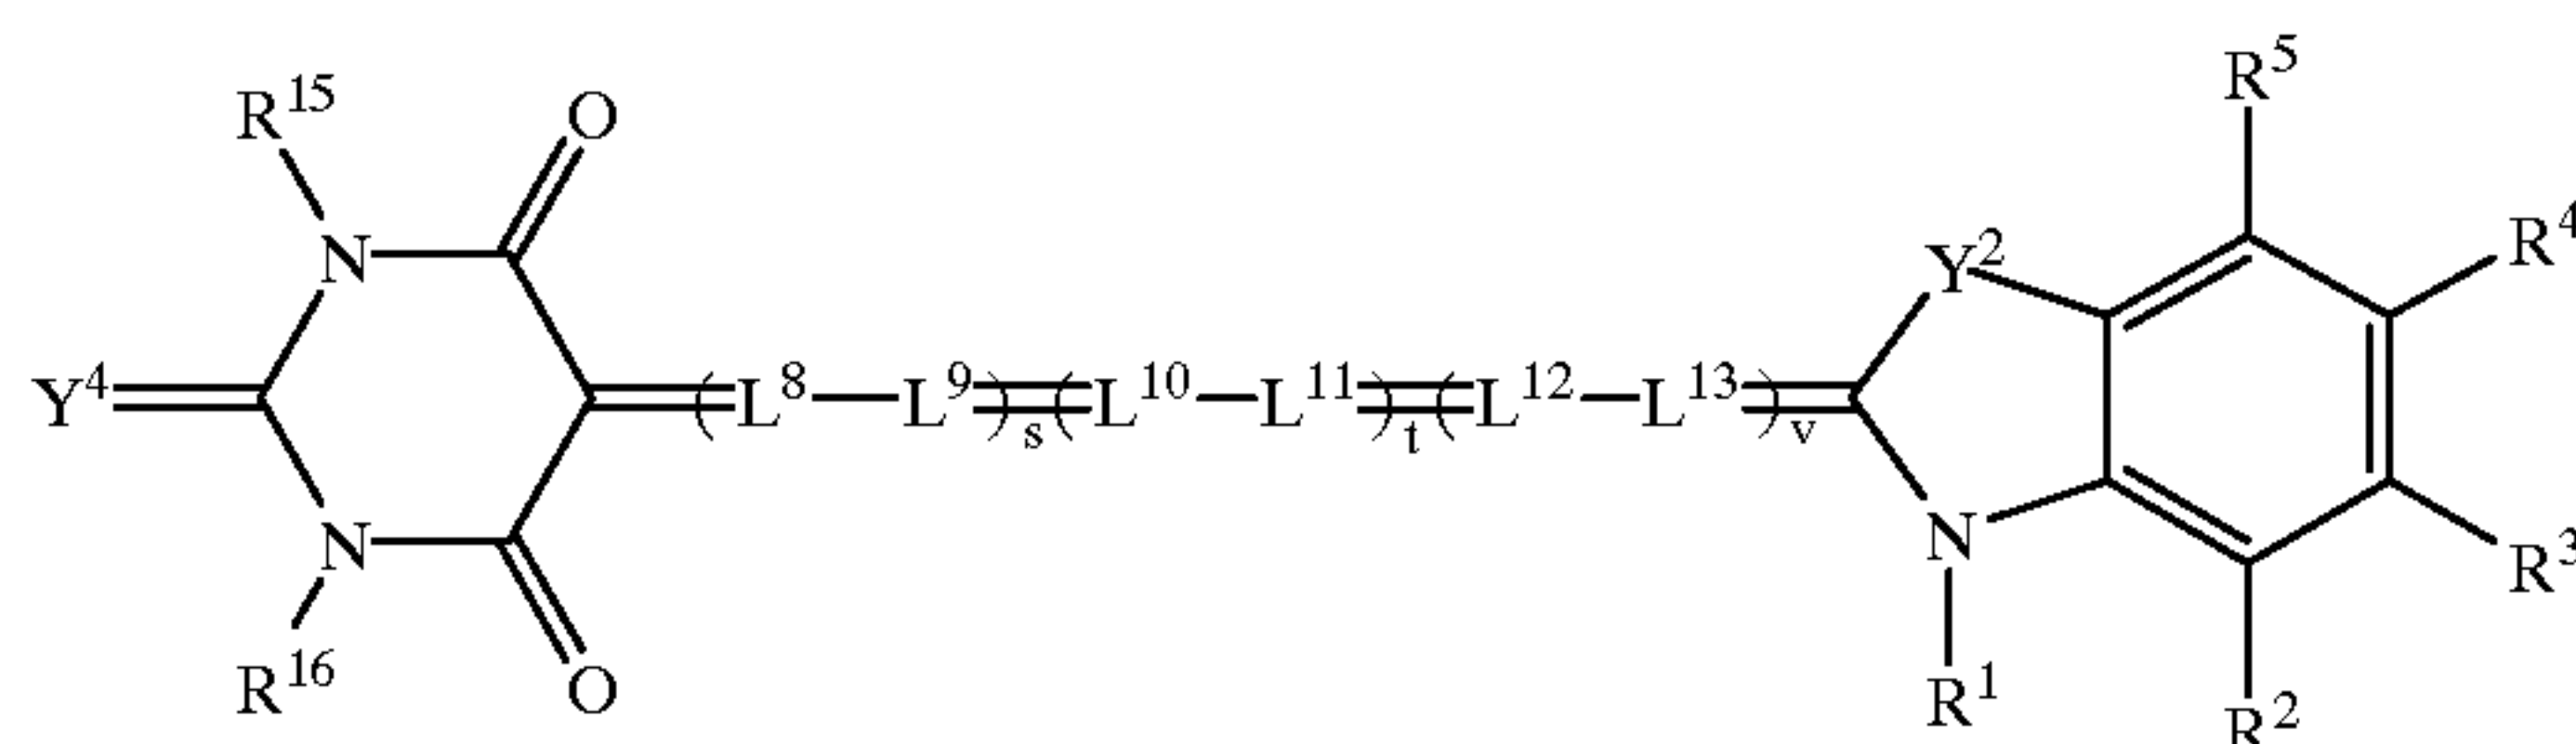 R⁵
R¹⁵ O
R⁴
N Y²
Y⁴ (L⁸ L⁹)s (L¹⁰ L¹¹)t (L¹² L¹³)v
N N
R³
R¹⁶ O R¹ R²